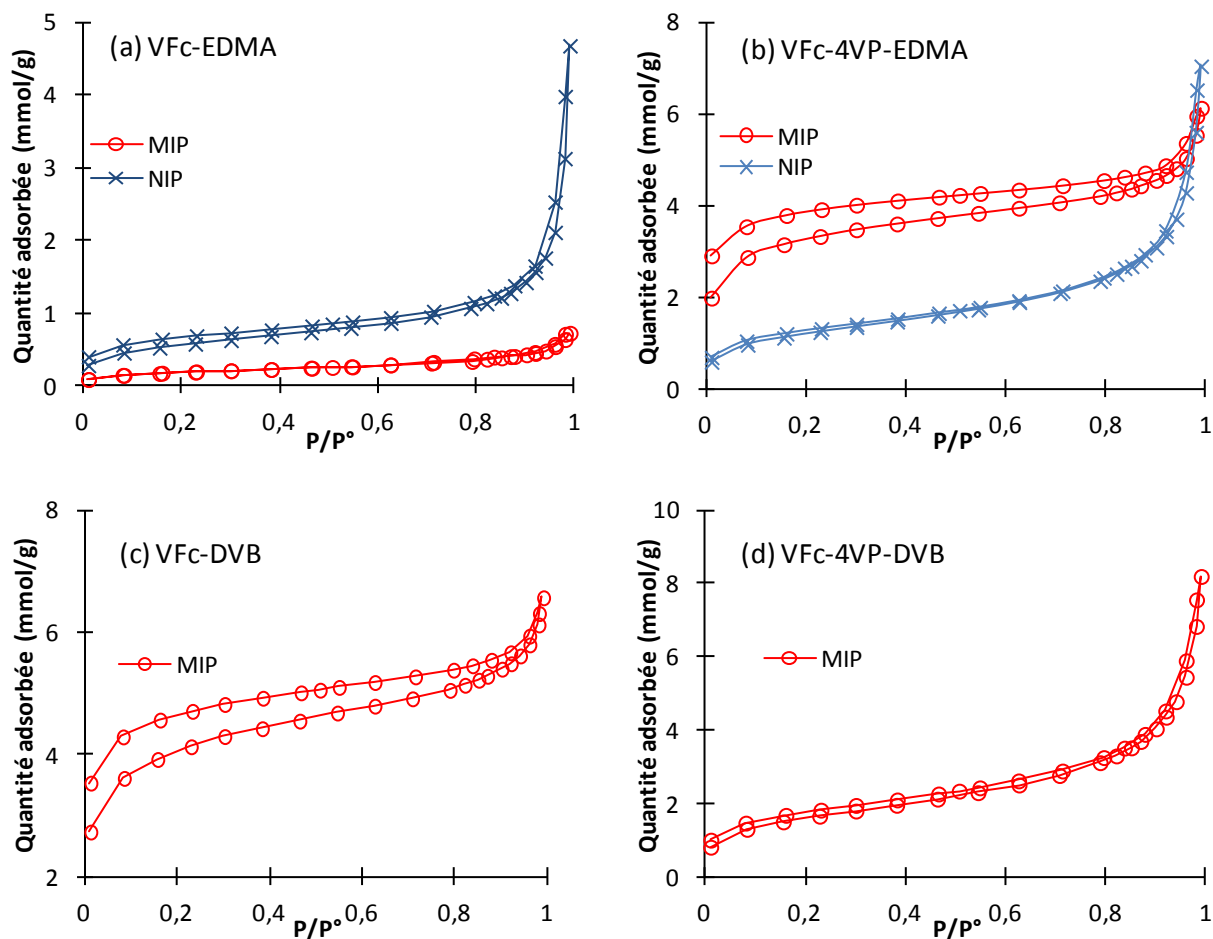 (a) VFc-EDMA
Quantité adsorbée (mmol/g)
5
4
3
2
1
0
MIP
NIP
0 0,2 0,4 0,6 0,8 1
P/P°
(b) VFc-4VP-EDMA
Quantité adsorbée (mmol/g)
8
6
4
2
0
MIP
NIP
0 0,2 0,4 0,6 0,8 1
P/P°
(c) VFc-DVB
Quantité adsorbée (mmol/g)
8
6
4
2
MIP
0 0,2 0,4 0,6 0,8 1
P/P°
(d) VFc-4VP-DVB
Quantité adsorbée (mmol/g)
10
8
6
4
2
0
MIP
0 0,2 0,4 0,6 0,8 1
P/P°